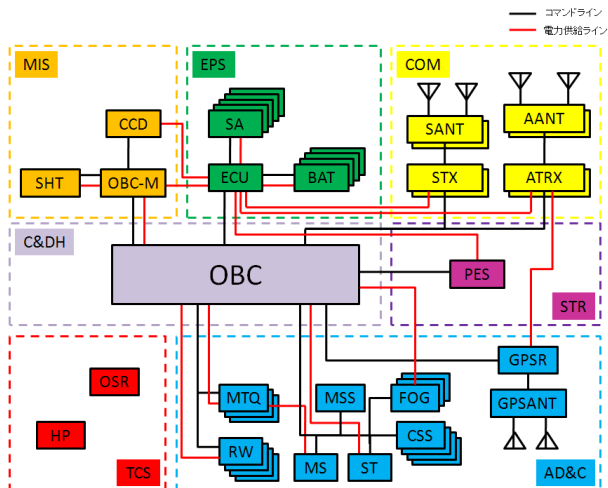 コマンドライン
電力供給ライン
MIS
EPS
COM
CCD
SA
SANT
AANT
SHT
OBC-M
ECU
BAT
STX
ATRX
C&DH
OBC
PES
STR
OSR
HP
TCS
MTQ
MSS
FOG
GPSR
GPSANT
RW
MS
ST
CSS
AD&C